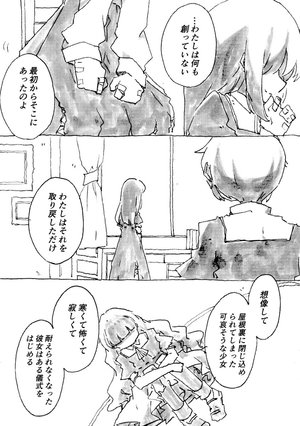 …わたしは何も
創っていない
最初からそこに
あったのよ
わたしはそれを
取り戻しただけ
想像して
屋根裏に閉じ込め
られてしまった
可哀そうな少女
寒くて怖くて
寂しくて
耐えられなくなった
彼女はある儀式を
はじめる